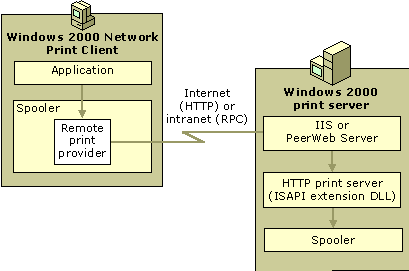 Windows 2000 Network
Print Client
Application
Spooler
Remote
print
provider
Internet
(HTTP) or
intranet (RPC)
Windows 2000
print server
IIS or
PeerWeb Server
HTTP print server
(ISAPI extension DLL)
Spooler